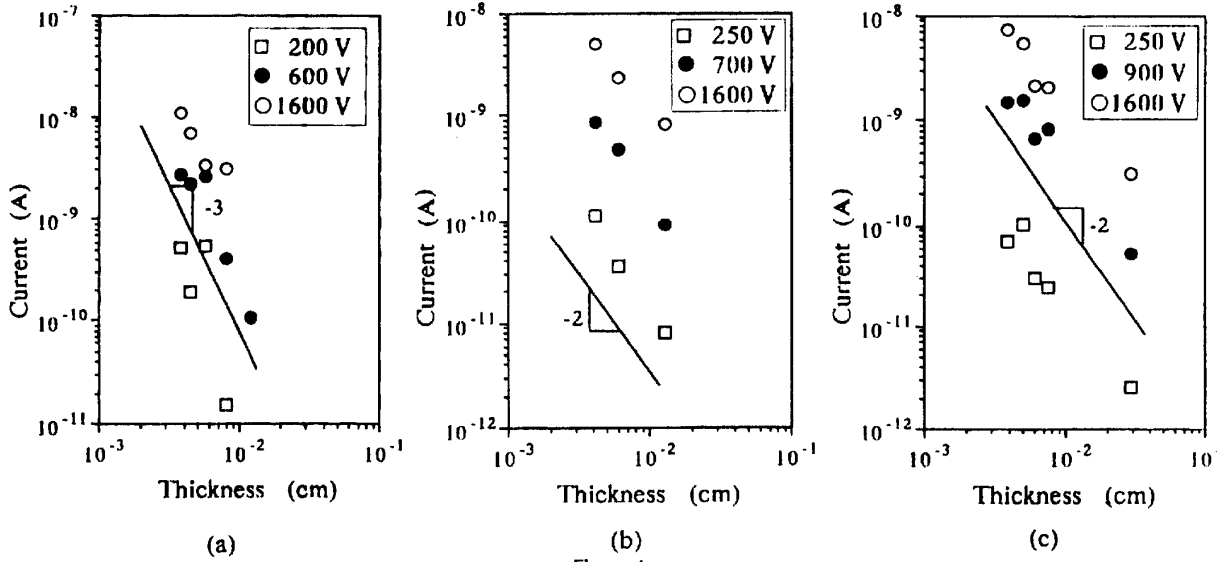 10⁻⁷
10⁻⁸
10⁻⁹
10⁻¹⁰
10⁻¹¹
Current (A)
200 V
600 V
1600 V
-3
10⁻³
10⁻²
10⁻¹
Thickness (cm)
(a)
10⁻⁸
10⁻⁹
10⁻¹⁰
10⁻¹¹
10⁻¹²
Current (A)
250 V
700 V
1600 V
-2
10⁻³
10⁻²
10⁻¹
Thickness (cm)
(b)
10⁻⁸
10⁻⁹
10⁻¹⁰
10⁻¹¹
10⁻¹²
Current (A)
250 V
900 V
1600 V
-2
10⁻³
10⁻²
Thickness (cm)
(c)